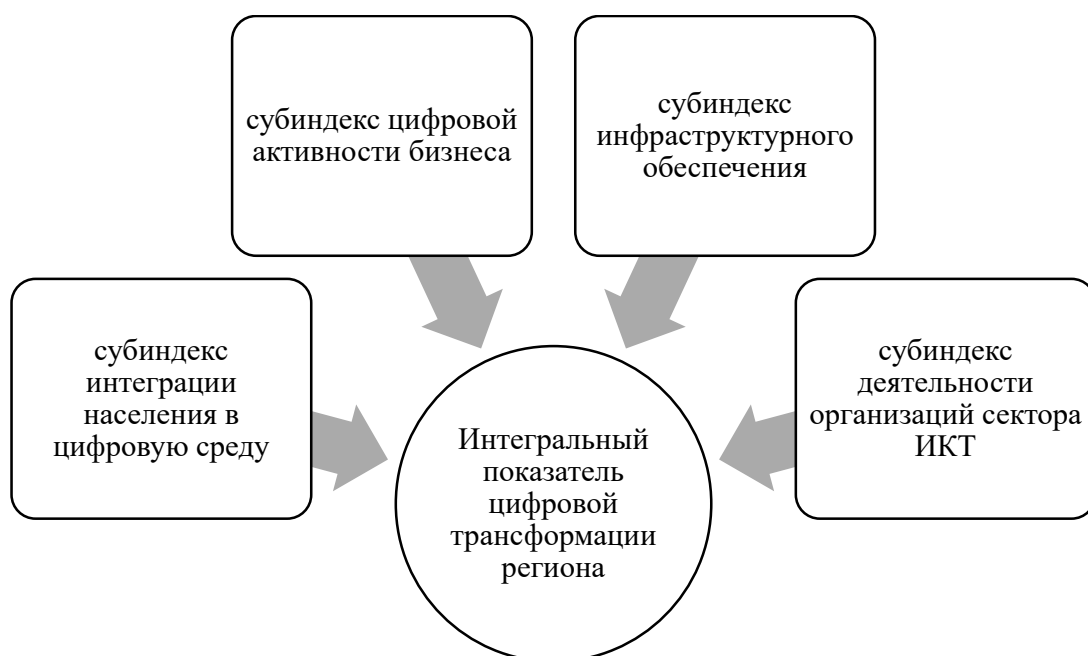 субиндекс цифровой
активности бизнеса
субиндекс
инфраструктурного
обеспечения
субиндекс
интеграции
населения в
цифровую среду
субиндекс
деятельности
организаций сектора
ИКТ
Интегральный
показатель
цифровой
трансформации
региона